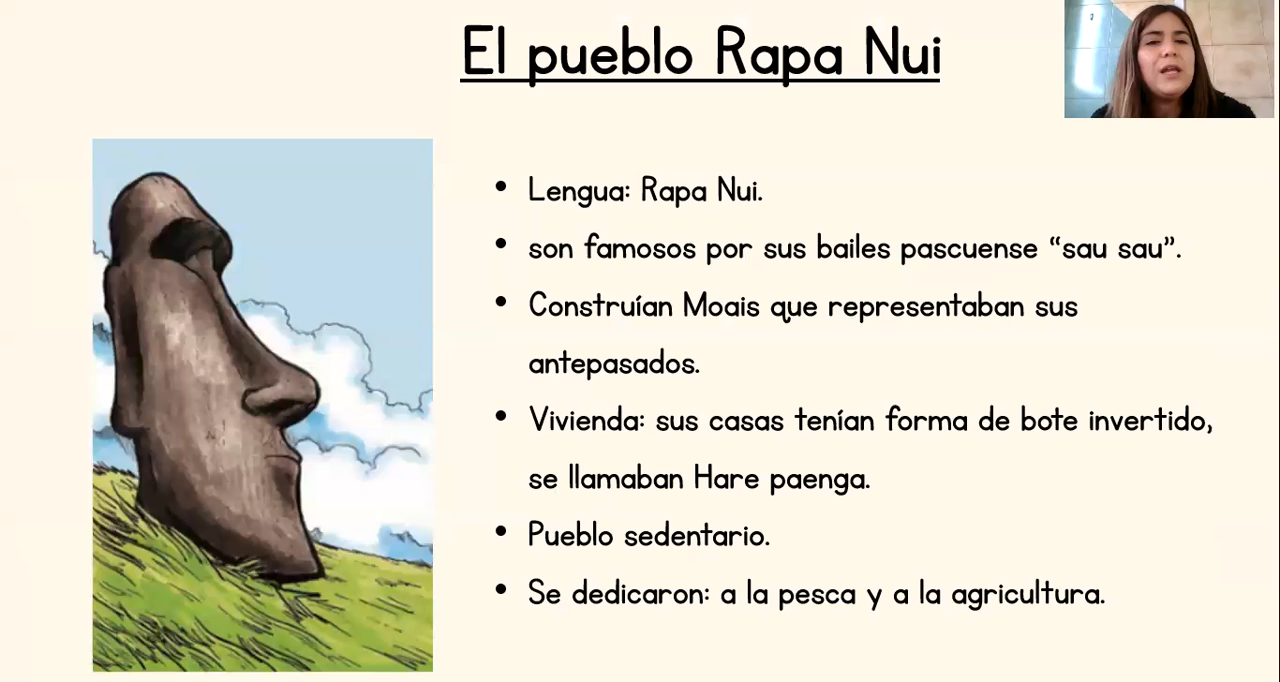 El pueblo Rapa Nui
• Lengua: Rapa Nui.
• son famosos por sus bailes pascuense “sau sau”.
• Construían Moais que representaban sus
antepasados.
• Vivienda: sus casas tenían forma de bote invertido,
se llamaban Hare paenga.
• Pueblo sedentario.
• Se dedicaron: a la pesca y a la agricultura.